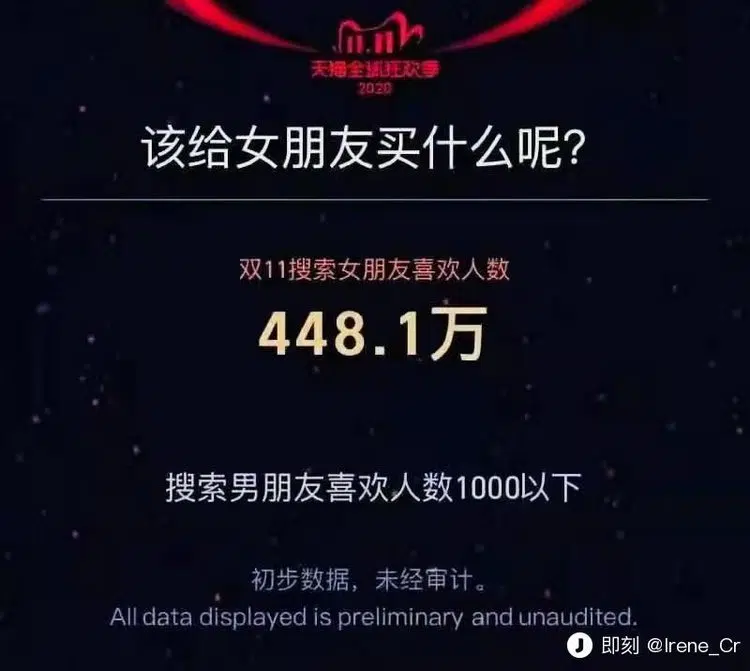 11.11
天猫全球狂欢季
2020
该给女朋友买什么呢?
双11搜索女朋友喜欢人数
448.1万
搜索男朋友喜欢人数1000以下
初步数据，未经审计。
All data displayed is preliminary and unaudited.
即刻 @Irene_Cr